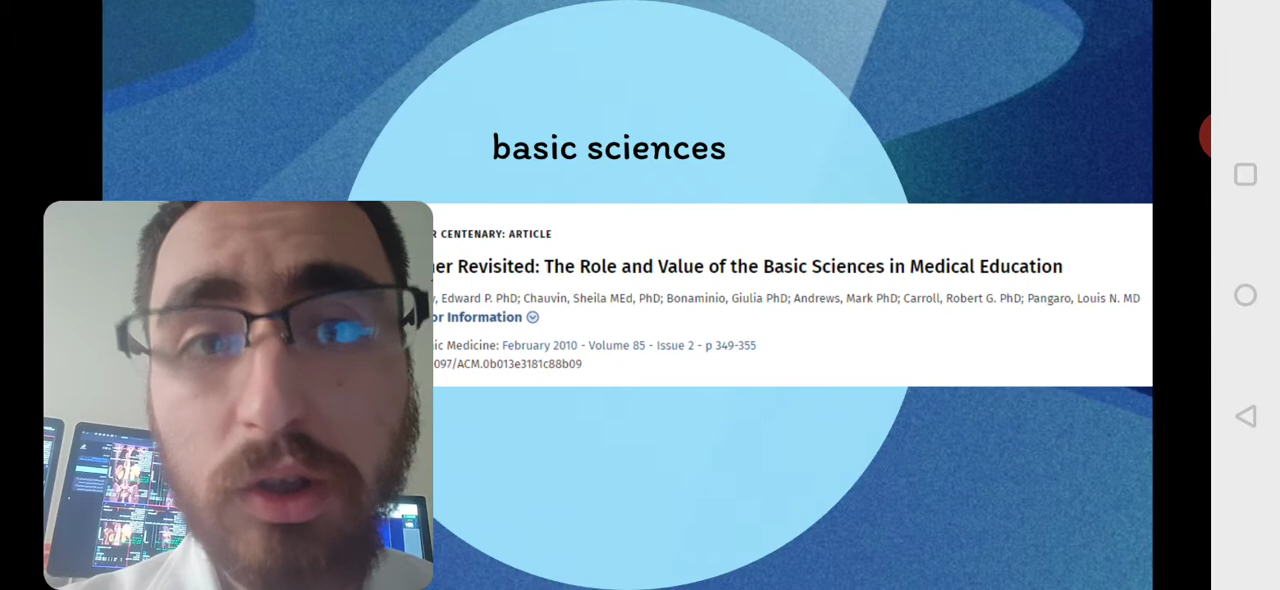 basic sciences
CENTENARY: ARTICLE
Revisited: The Role and Value of the Basic Sciences in Medical Education
Edward P. PhD; Chauvin, Sheila MEd, PhD; Bonaminio, Giulia PhD; Andrews, Mark PhD; Carroll, Robert G. PhD; Pangaro, Louis N. MD
or Information
Medicine: February 2010 - Volume 85 - Issue 2 - p 349-355
097/ACM.0b013e3181c88b09